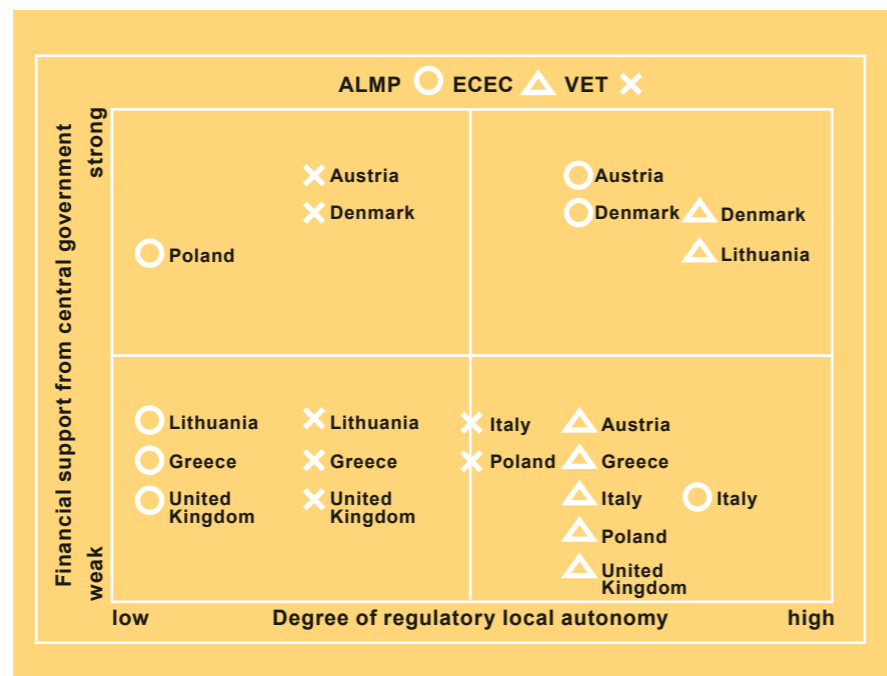 ALMP ECEC VET
Financial support from central government
strong
weak
Austria Austria
Denmark Denmark Denmark
Poland Lithuania
Lithuania Lithuania Italy Austria
Greece Greece Poland Greece
United United Italy Italy
Kingdom Kingdom
Poland
United
Kingdom
low Degree of regulatory local autonomy high